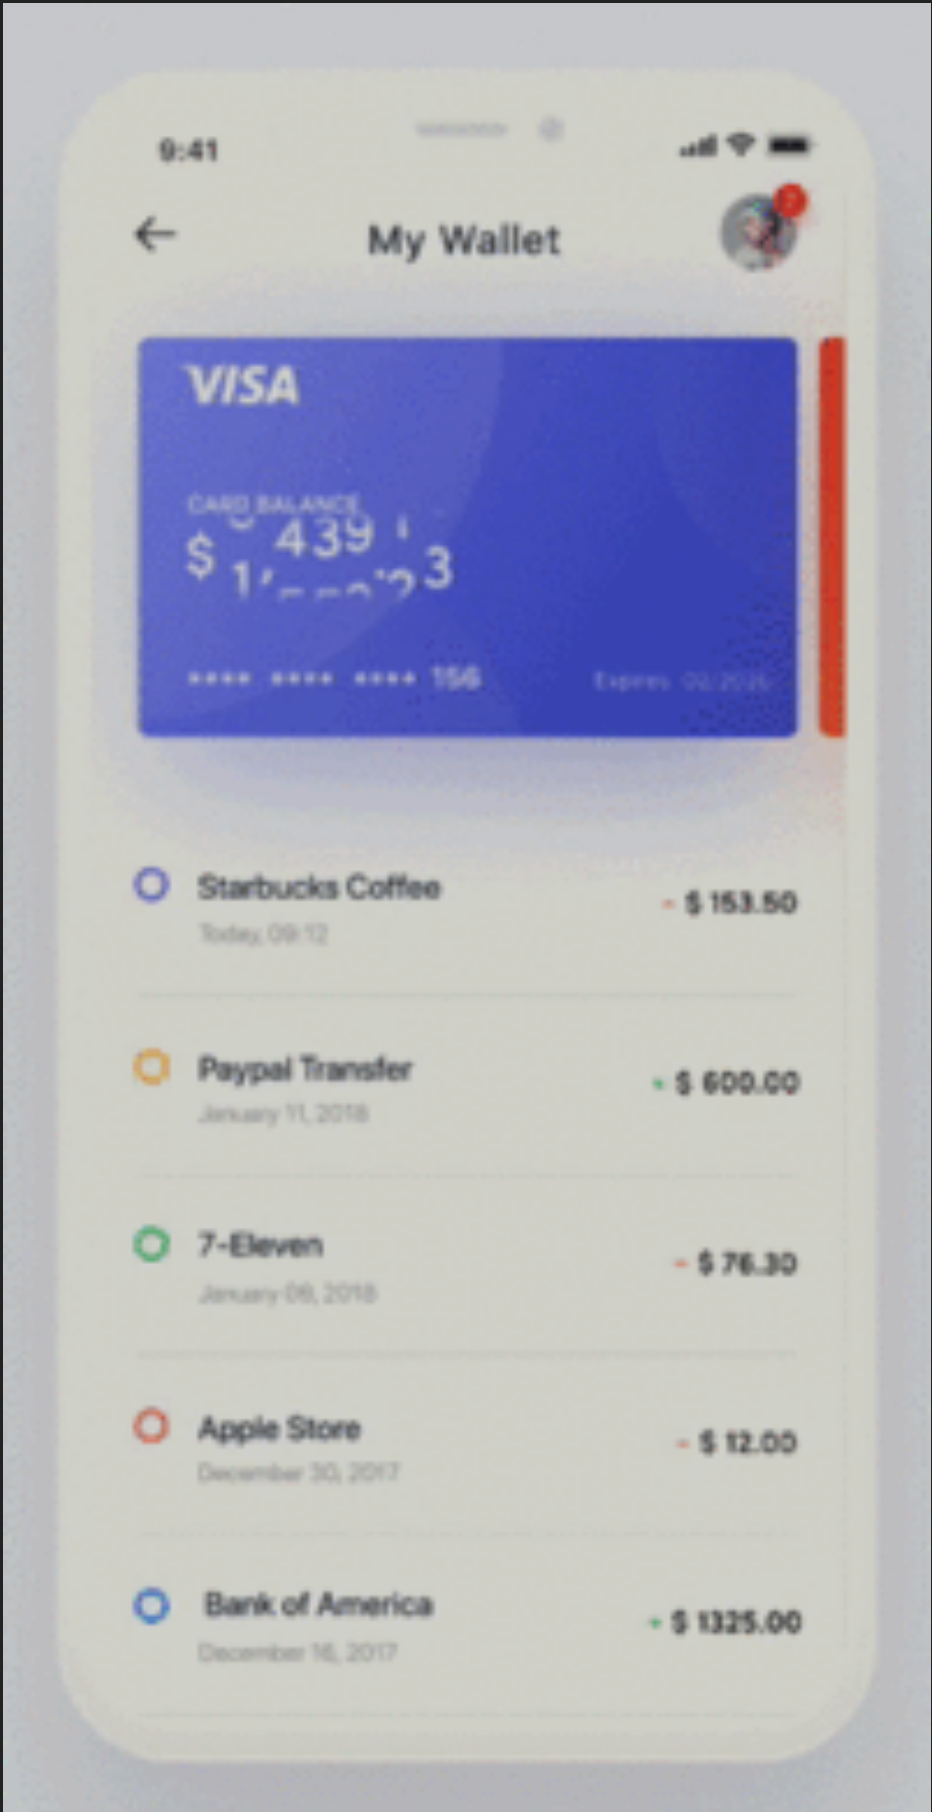 9:41
My Wallet
VISA
CARD BALANCE
$
•••• •••• •••• 156
Expires
Starbucks Coffee
- $ 153.50
Today, 09:12
Paypal Transfer
+ $ 600.00
January 11, 2018
7-Eleven
- $ 76.30
January 2018
Apple Store
- $ 12.00
December 30, 2017
Bank of America
+ $ 1325.00
December 16, 2017